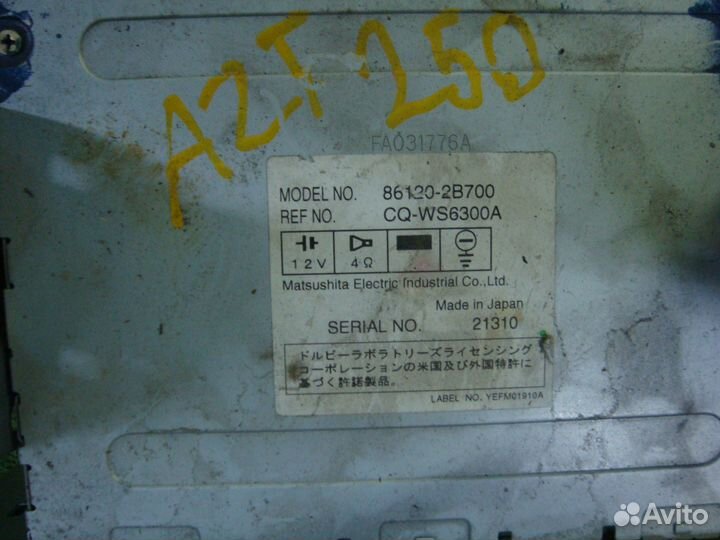 AZT 250
FA031776A
MODEL NO. 86120-2B700
REF NO. CQ-WS6300A
12V 4Ω
Matsushita Electric Industrial Co.,Ltd.
Made in Japan
SERIAL NO. 21310
ドルビーラボラトリーズライセンシング
コーポレーションの米国及び外国特許に
基づく許諾製品。
LABEL NO. YEFM01910A
Avito